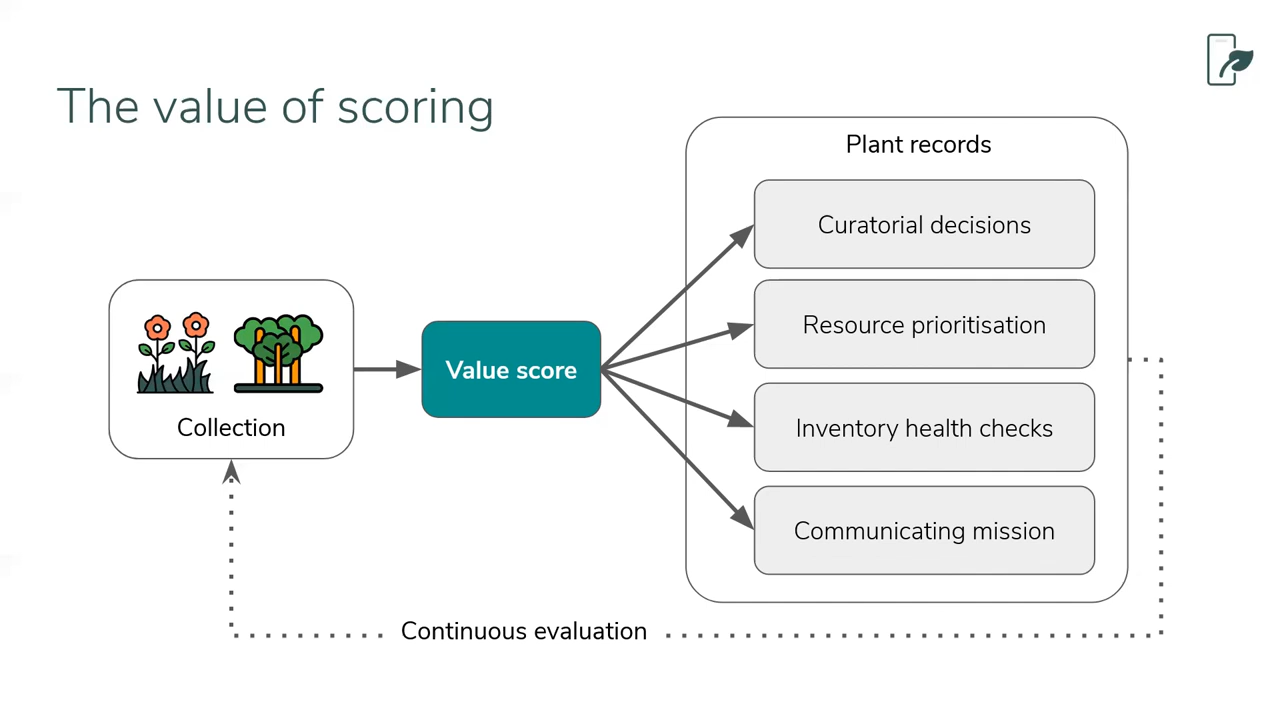 The value of scoring
Plant records
Curatorial decisions
Resource prioritisation
Inventory health checks
Communicating mission
Value score
Collection
Continuous evaluation